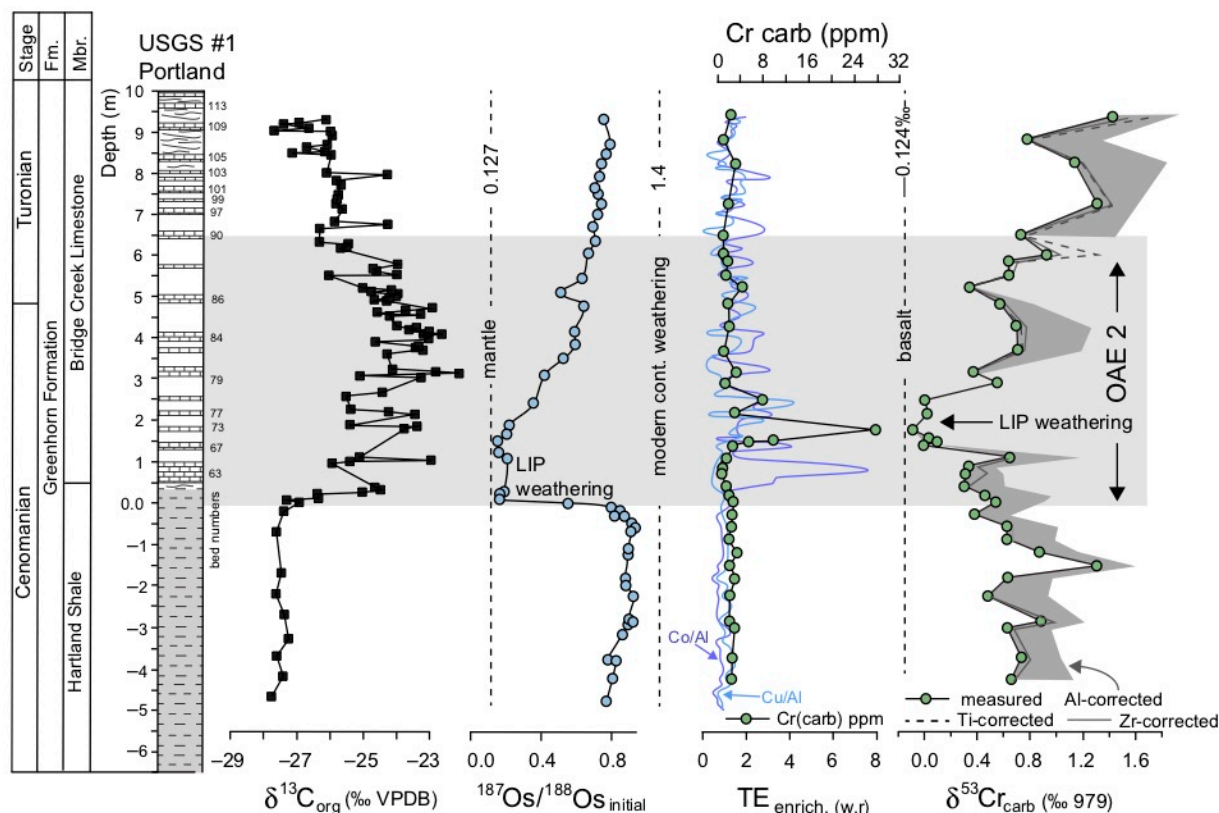 Stage
Fm.
Mbr.
USGS #1
Portland
Cr carb (ppm)
0 8 16 24 32
Turonian
Cenomanian
Greenhorn Formation
Bridge Creek Limestone
Hartland Shale
Depth (m)
10
9
8
7
6
5
4
3
2
1
0.0
−1
−2
−3
−4
−5
−6
113
109
105
103
101
99
97
90
86
84
79
77
73
67
63
bed numbers
0.127
mantle
1.4
modern cont. weathering
−0.124‰
basalt
LIP
weathering
OAE 2
LIP weathering
Co/Al
Cu/Al
Cr(carb) ppm
measured
Al-corrected
Ti-corrected
Zr-corrected
−29 −27 −25 −23
0.0 0.4 0.8
0 2 4 6 8
0.0 0.4 0.8 1.2 1.6
δ¹³Corg (‰ VPDB)
¹⁸⁷Os/¹⁸⁸Osinitial
TEenrich. (w.r)
δ⁵³Crcarb (‰ 979)